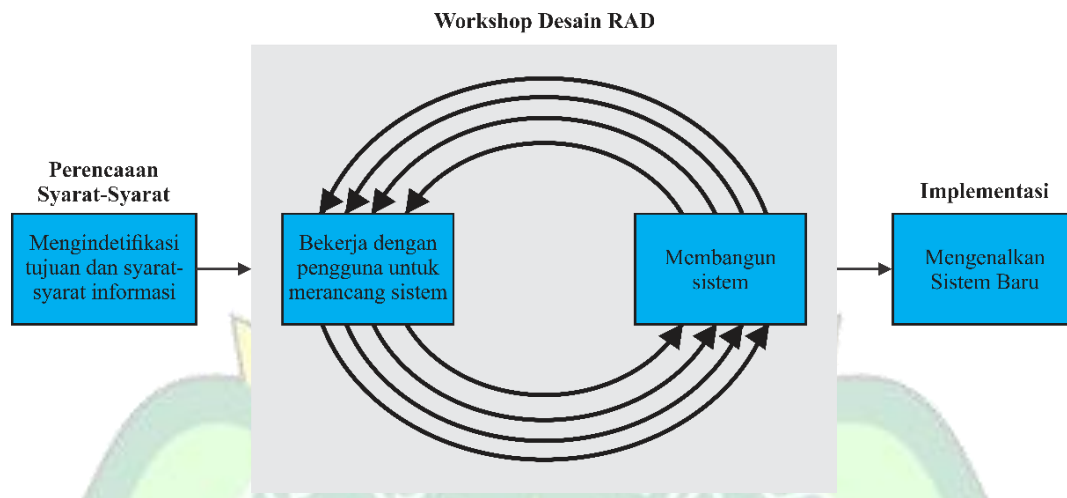 Workshop Desain RAD
Perencaaan
Syarat-Syarat
Mengindetifikasi
tujuan dan syarat-
syarat informasi
Bekerja dengan
pengguna untuk
merancang sistem
Membangun
sistem
Implementasi
Mengenalkan
Sistem Baru